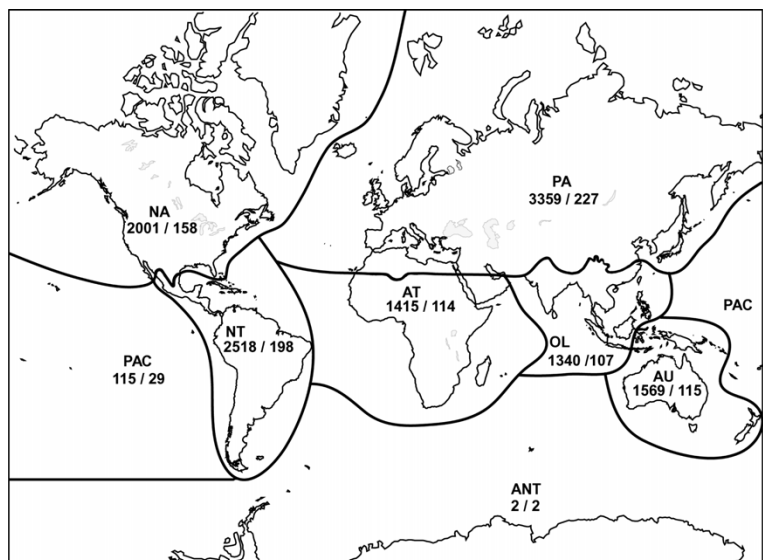 NA
2001 / 158
PA
3359 / 227
AT
1415 / 114
NT
2518 / 198
PAC
115 / 29
OL
1340 /107
PAC
AU
1569 / 115
ANT
2 / 2